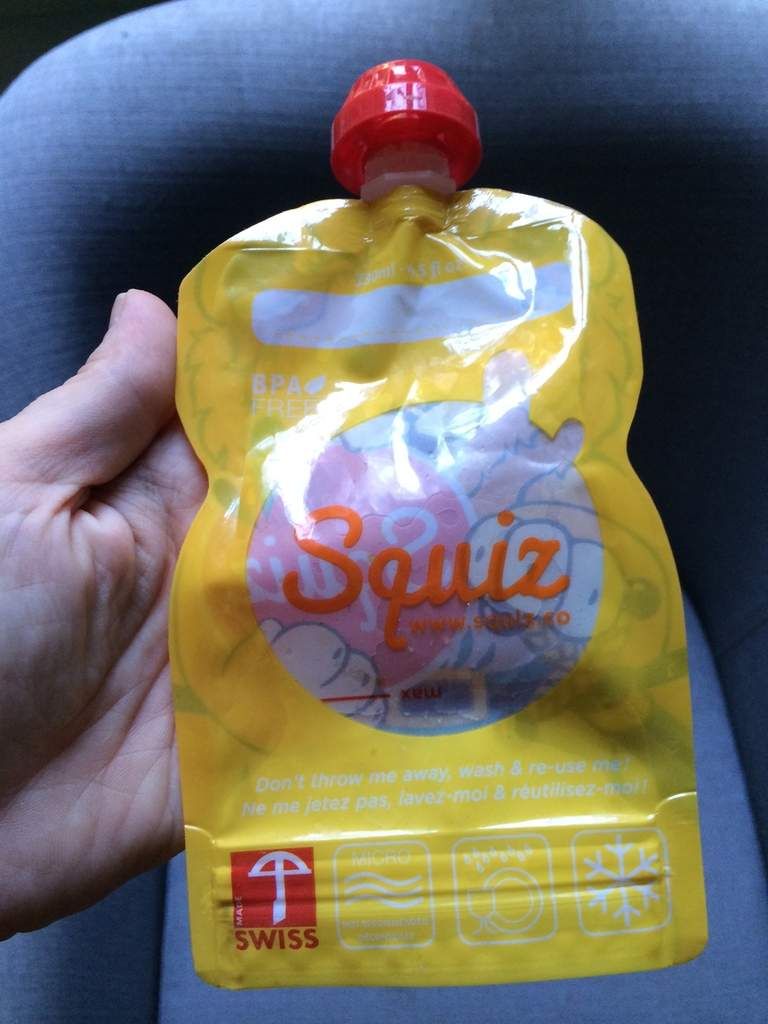 BPA
FREE
Squiz
www.squiz.co
max
Don't throw me away, wash & re-use me!
Ne me jetez pas, lavez-moi & réutilisez-moi!
MADE
SWISS
MICRO